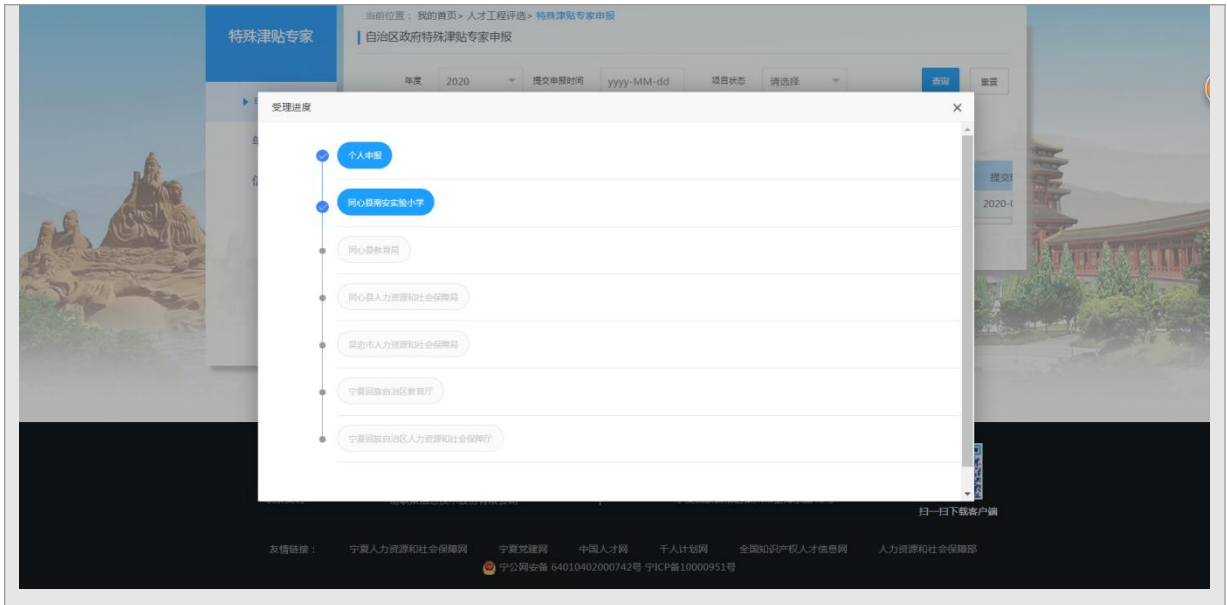 当前位置： 我的首页> 人才工程评选> 特殊津贴专家申报
特殊津贴专家
自治区政府特殊津贴专家申报
年度 2020 提交申报时间 yyyy-MM-dd 项目状态 请选择 查询 重置
受理进度
个人申报
提交
同心县南安实验小学
2020-0
同心县教育局
同心县人力资源和社会保障局
吴忠市人力资源和社会保障局
宁夏回族自治区教育厅
宁夏回族自治区人力资源和社会保障厅
扫一扫下载客户端
友情链接： 宁夏人力资源和社会保障网 宁夏党建网 中国人才网 千人计划网 全国知识产权人才信息网 人力资源和社会保障部
宁公网安备 64010402000742号 宁ICP备10000951号